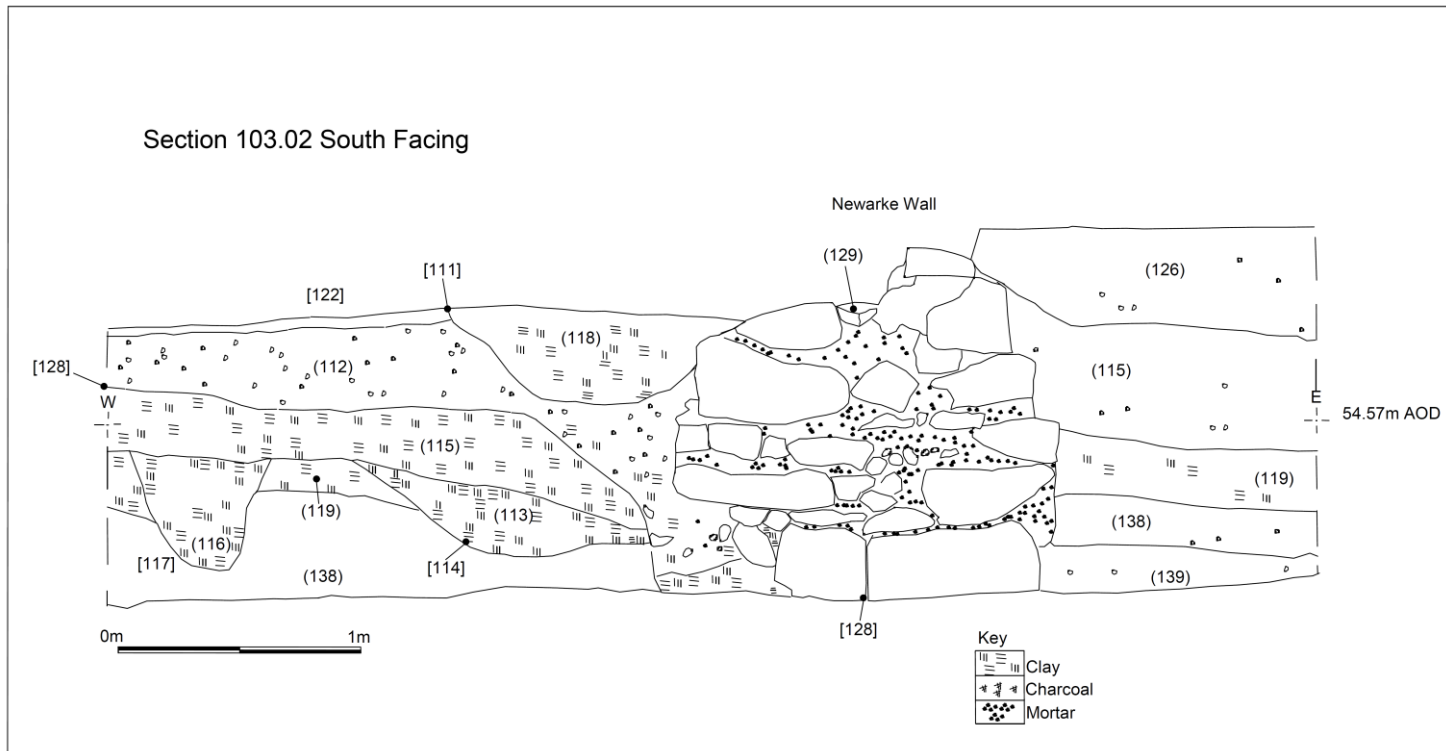 Section 103.02 South Facing
Newarke Wall
(129)
[111]
[122]
(126)
(118)
[128]
(112)
(115)
W
E
54.57m AOD
(115)
(119)
(119)
(113)
(138)
(116)
[117]
(138)
[114]
(139)
[128]
0m
1m
Key
Clay
Charcoal
Mortar